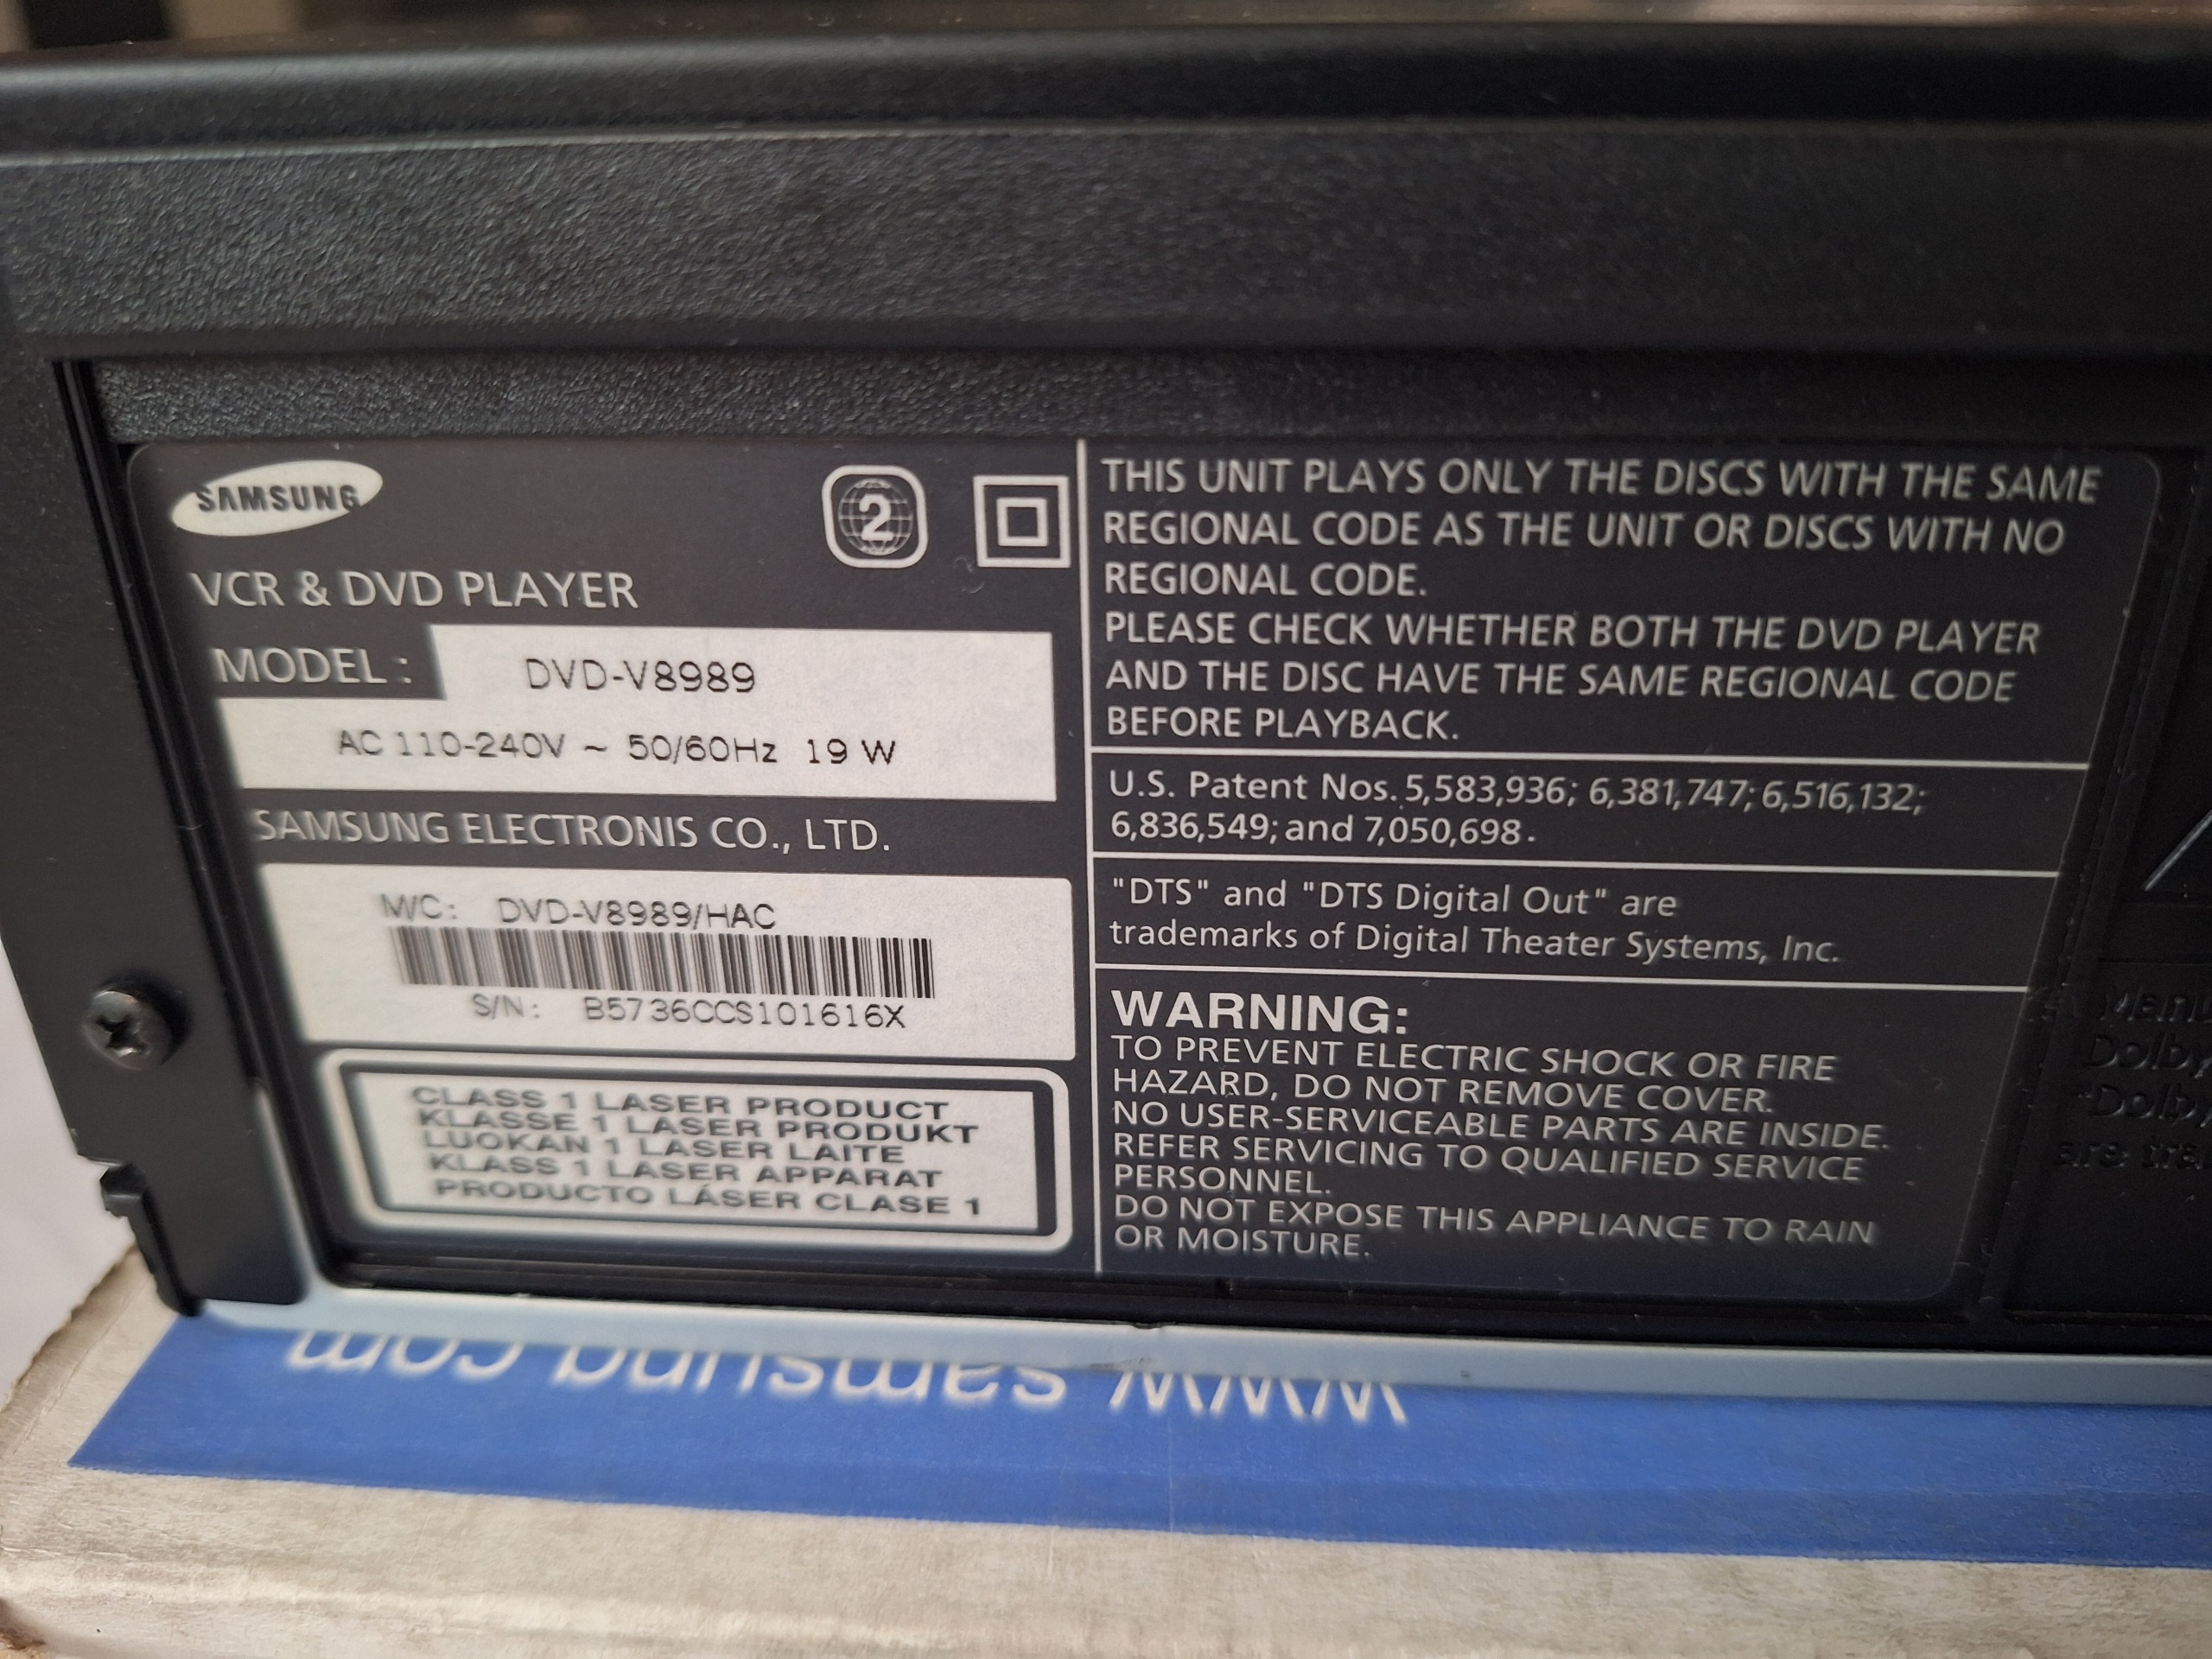 SAMSUNG
2
VCR & DVD PLAYER
MODEL :
DVD-V8989
AC 110-240V ~ 50/60Hz 19 W
SAMSUNG ELECTRONIS CO., LTD.
M/C: DVD-V8989/HAC
S/N: B5736CCS101616X
CLASS 1 LASER PRODUCT
KLASSE 1 LASER PRODUKT
LUOKAN 1 LASER LAITE
KLASS 1 LASER APPARAT
PRODUCTO LÁSER CLASE 1
THIS UNIT PLAYS ONLY THE DISCS WITH THE SAME
REGIONAL CODE AS THE UNIT OR DISCS WITH NO
REGIONAL CODE.
PLEASE CHECK WHETHER BOTH THE DVD PLAYER
AND THE DISC HAVE THE SAME REGIONAL CODE
BEFORE PLAYBACK.
U.S. Patent Nos. 5,583,936; 6,381,747; 6,516,132;
6,836,549; and 7,050,698.
"DTS" and "DTS Digital Out" are
trademarks of Digital Theater Systems, Inc.
WARNING:
TO PREVENT ELECTRIC SHOCK OR FIRE
HAZARD, DO NOT REMOVE COVER.
NO USER-SERVICEABLE PARTS ARE INSIDE.
REFER SERVICING TO QUALIFIED SERVICE
PERSONNEL.
DO NOT EXPOSE THIS APPLIANCE TO RAIN
OR MOISTURE.
Dolby
"Dolby
are
www.samsung.com